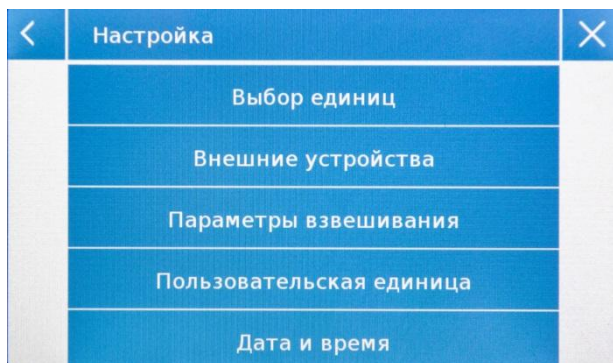 Настройка
Выбор единиц
Внешние устройства
Параметры взвешивания
Пользовательская единица
Дата и время